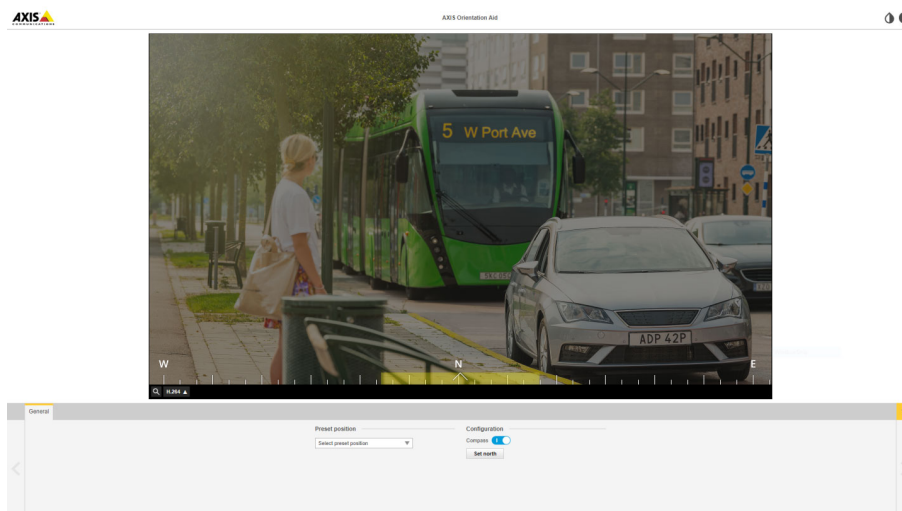 AXIS
COMMUNICATIONS
AXIS Orientation Aid
5 W Port Ave
ADP 42P
W N E
H.264
General
Preset position
Configuration
Select preset position
Compass
Set north